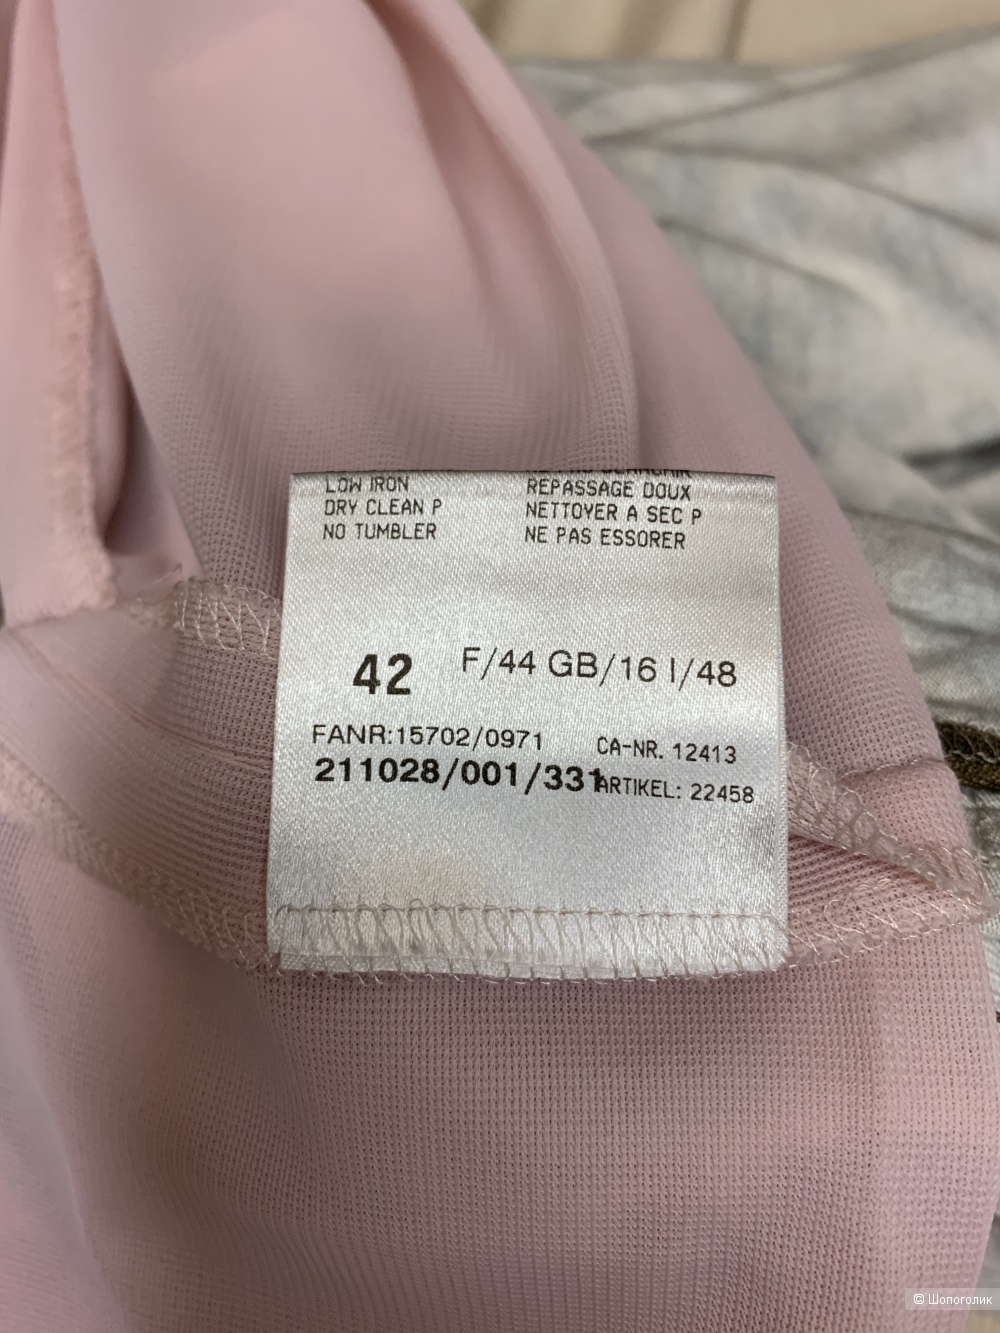 LOW IRON
DRY CLEAN P
NO TUMBLER
REPASSAGE DOUX
NETTOYER A SEC P
NE PAS ESSORER
42 F/44 GB/16 I/48
FANR:15702/0971
CA-NR. 12413
211028/001/331
ARTIKEL: 22458
© Шопоголик